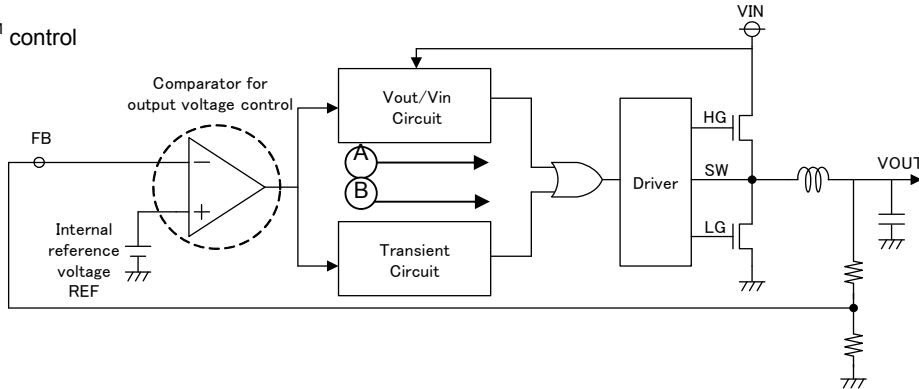 control
VIN
Comparator for
output voltage control
Vout/Vin
Circuit
HG
FB
A
VOUT
B
Driver
SW
−
+
LG
Internal
reference
voltage
REF
Transient
Circuit